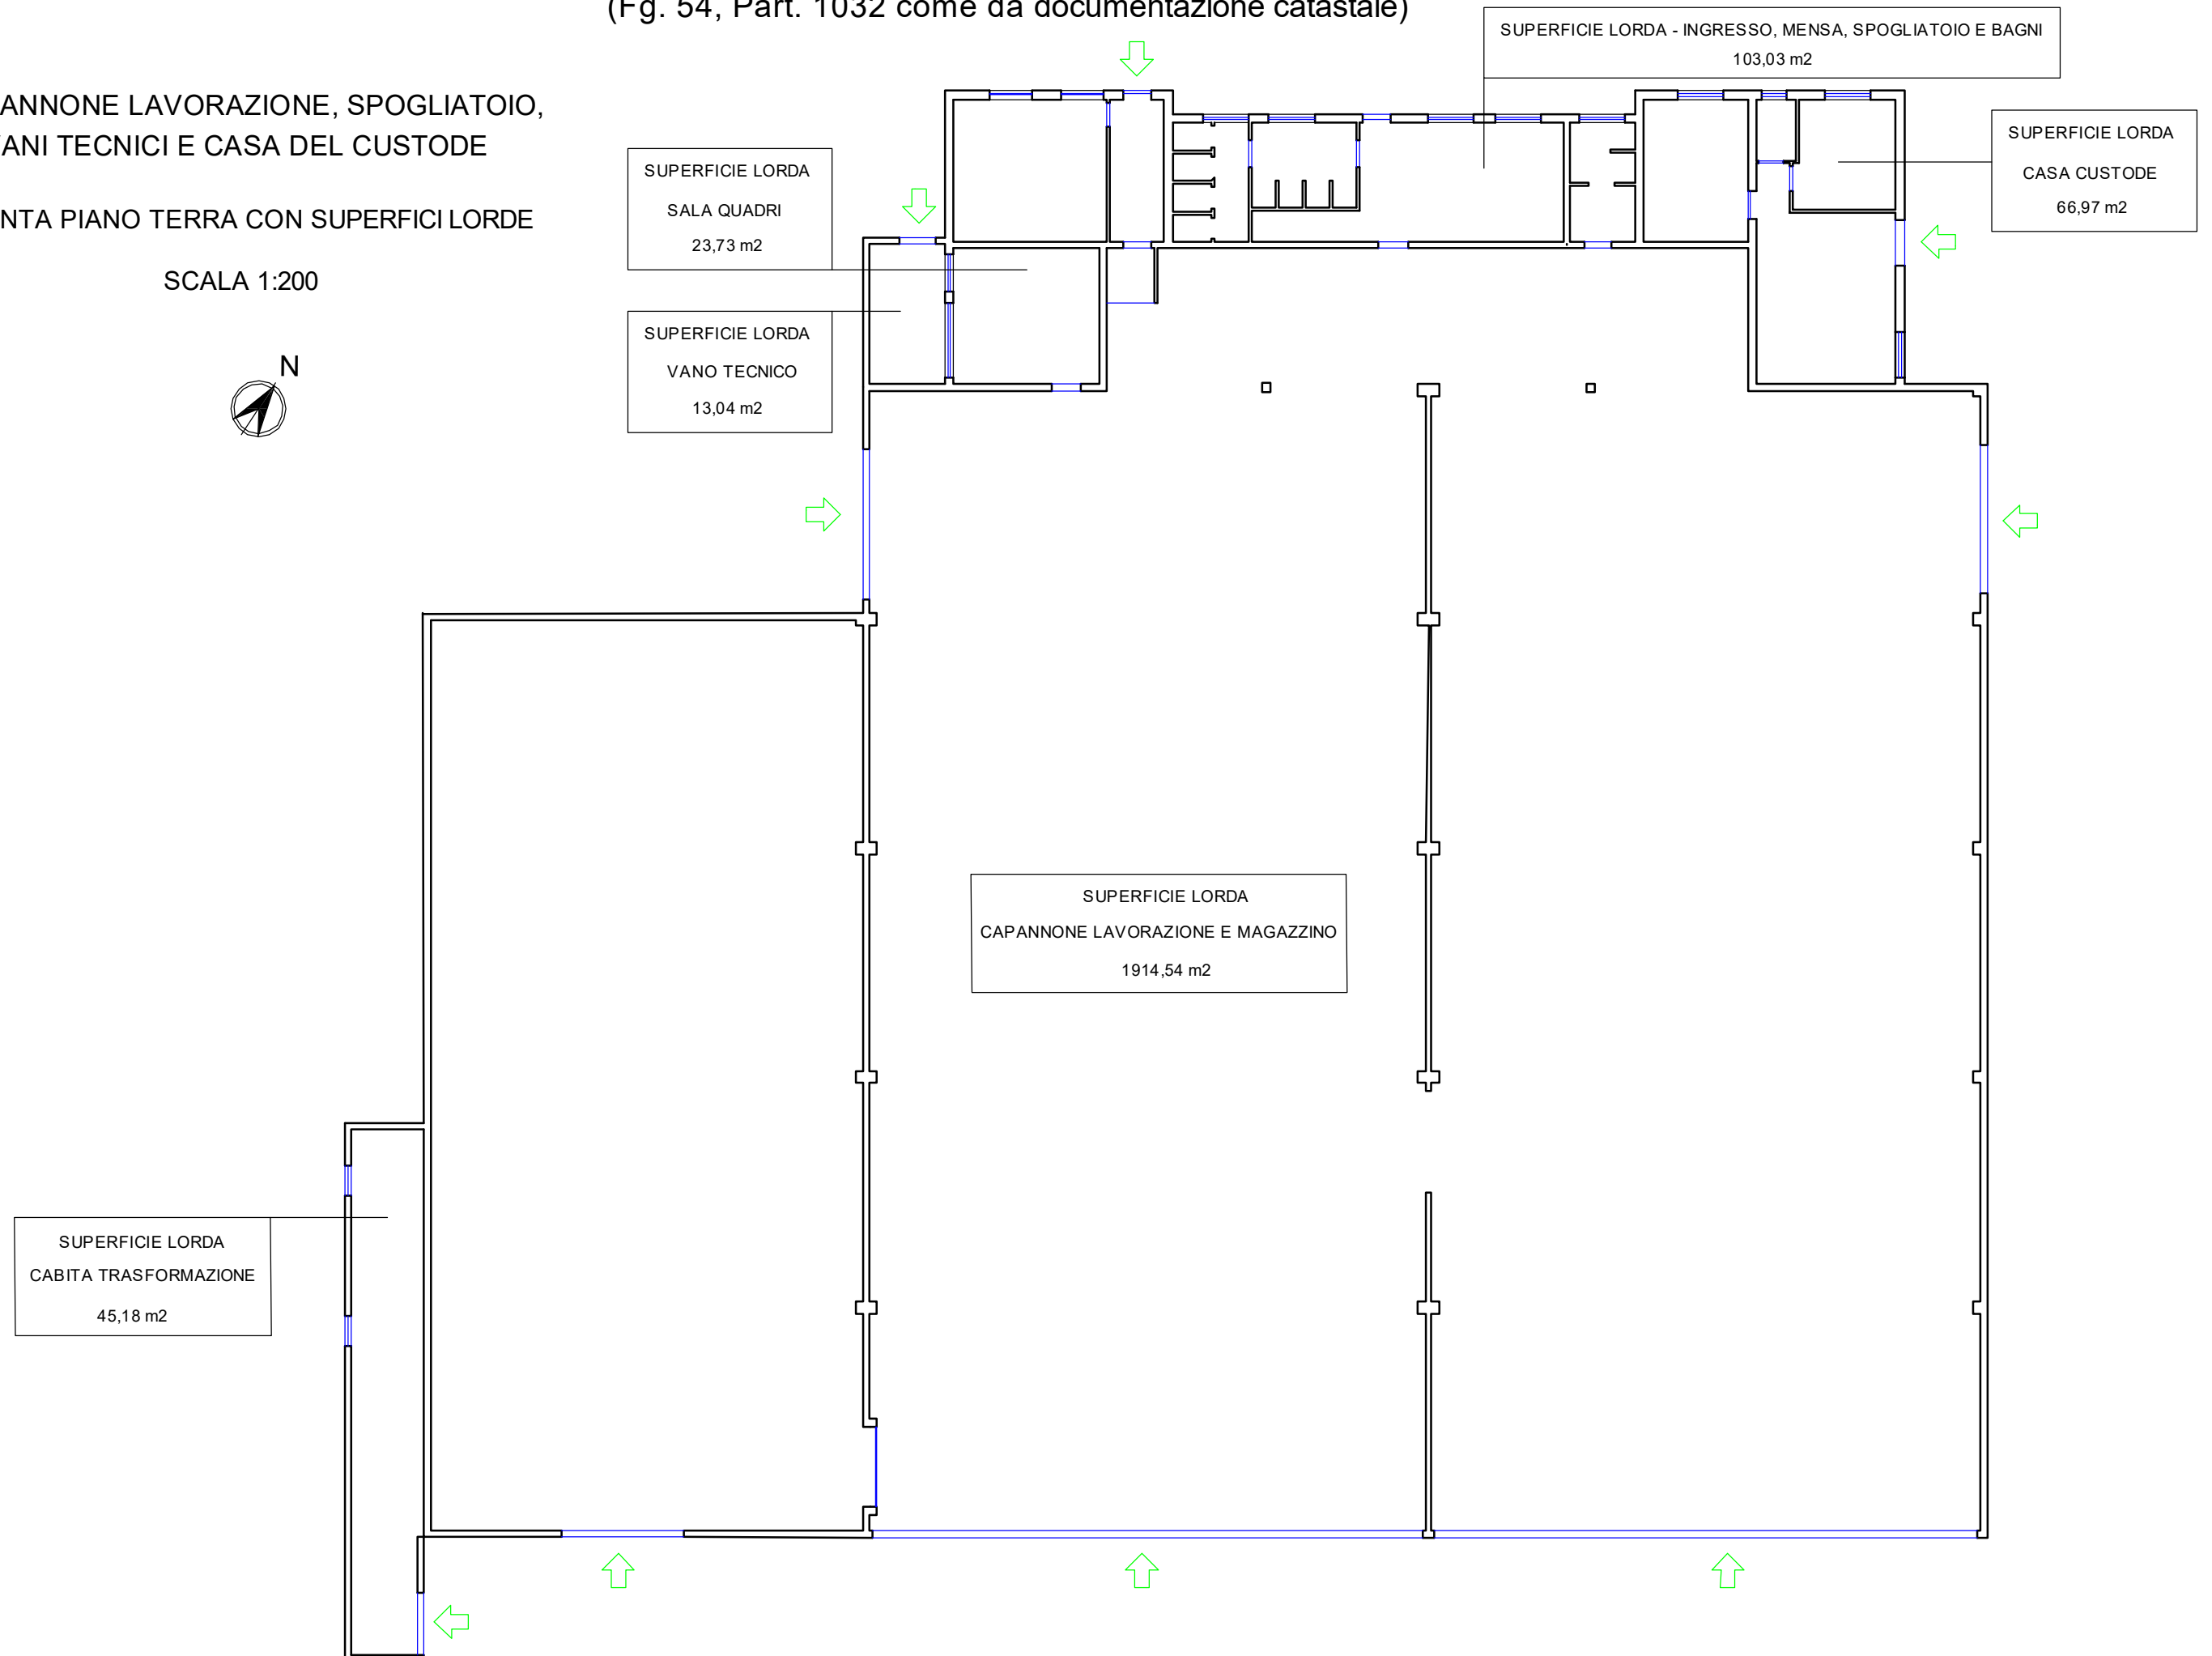 (Fg. 54, Part. 1032 come da documentazione catastale)
SUPERFICIE LORDA - INGRESSO, MENSA, SPOGLIATOIO E BAGNI
103,03 m2
ANNONE LAVORAZIONE, SPOGLIATOIO,
ANI TECNICI E CASA DEL CUSTODE
NTA PIANO TERRA CON SUPERFICI LORDE
SCALA 1:200
N
SUPERFICIE LORDA
SALA QUADRI
23,73 m2
SUPERFICIE LORDA
VANO TECNICO
13,04 m2
SUPERFICIE LORDA
CASA CUSTODE
66,97 m2
SUPERFICIE LORDA
CAPANNONE LAVORAZIONE E MAGAZZINO
1914,54 m2
SUPERFICIE LORDA
CABITA TRASFORMAZIONE
45,18 m2